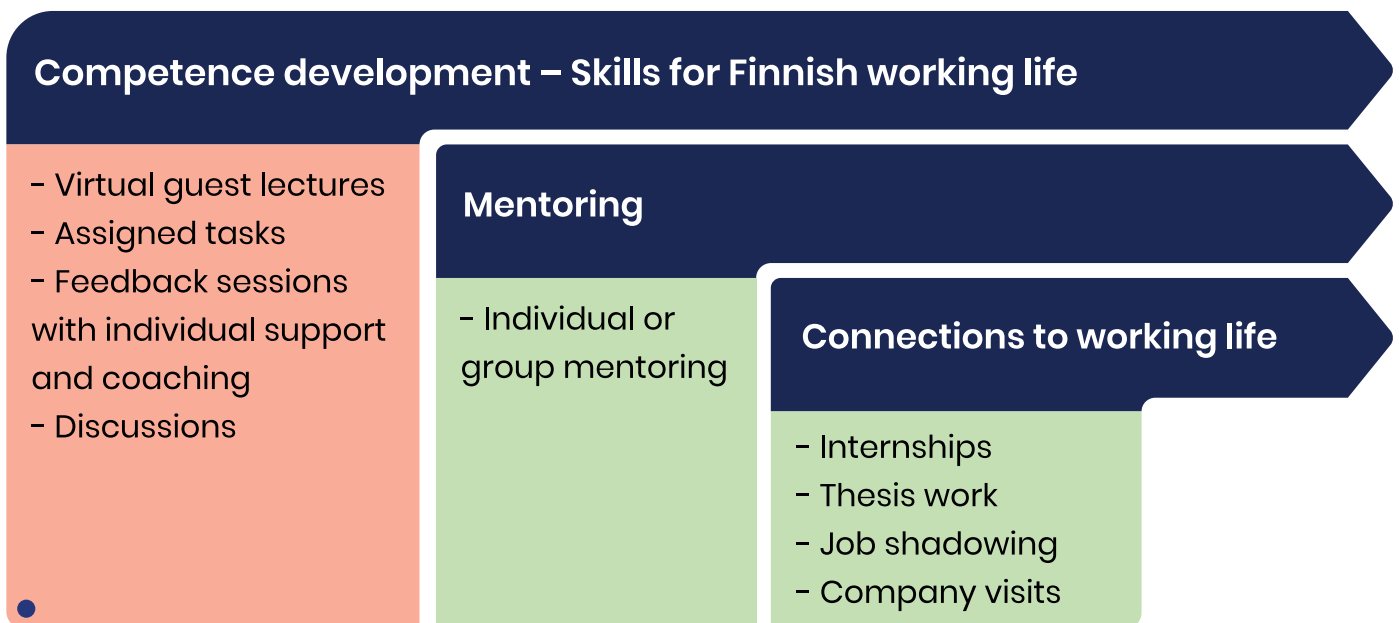 Competence development – Skills for Finnish working life
- Virtual guest lectures
- Assigned tasks
- Feedback sessions
with individual support
and coaching
- Discussions
Mentoring
- Individual or
group mentoring
Connections to working life
- Internships
- Thesis work
- Job shadowing
- Company visits